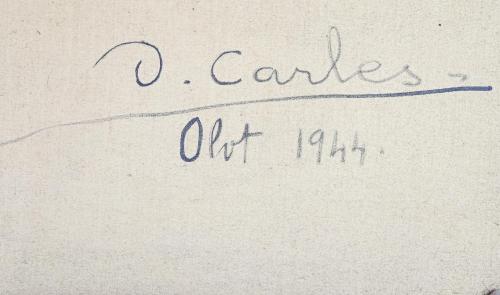 D. Carles -
Olot 1944.